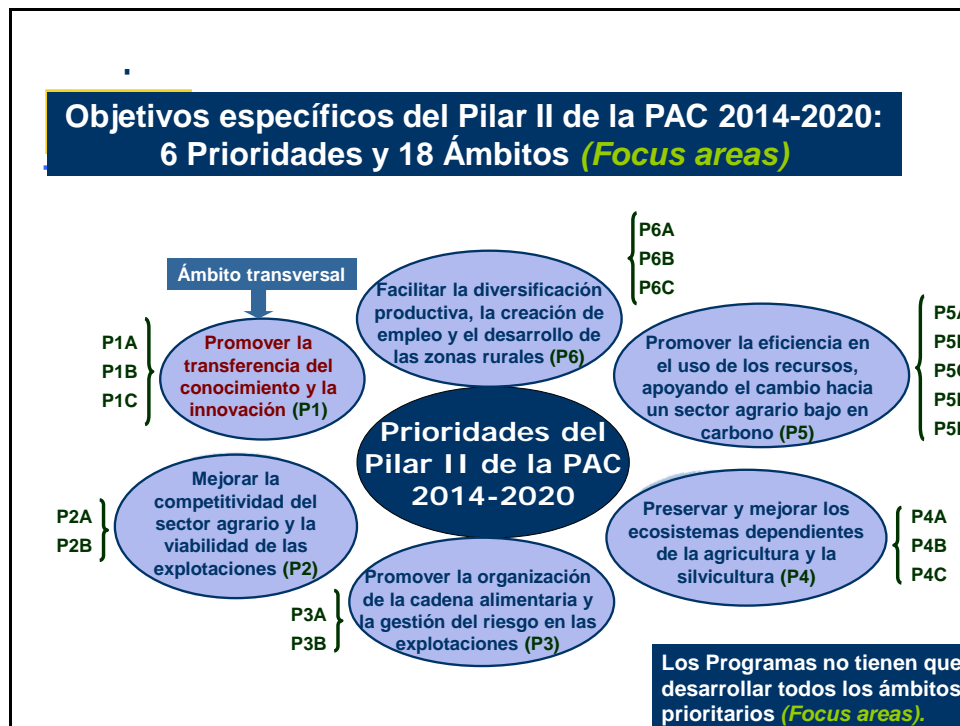 Objetivos específicos del Pilar II de la PAC 2014-2020:
6 Prioridades y 18 Ámbitos (Focus areas)
Ámbito transversal
P1A
P1B
P1C
Promover la
transferencia del
conocimiento y la
innovación (P1)
Facilitar la diversificación
productiva, la creación de
empleo y el desarrollo de
las zonas rurales (P6)
P6A
P6B
P6C
Promover la eficiencia en
el uso de los recursos,
apoyando el cambio hacia
un sector agrario bajo en
carbono (P5)
P5A
Prioridades del
Pilar II de la PAC
2014-2020
P2A
P2B
Mejorar la
competitividad del
sector agrario y la
viabilidad de las
explotaciones (P2)
P3A
P3B
Promover la organización
de la cadena alimentaria y
la gestión del riesgo en las
explotaciones (P3)
Preservar y mejorar los
ecosistemas dependientes
de la agricultura y la
silvicultura (P4)
P4A
P4B
P4C
Los Programas no tienen que
desarrollar todos los ámbitos
prioritarios (Focus areas).